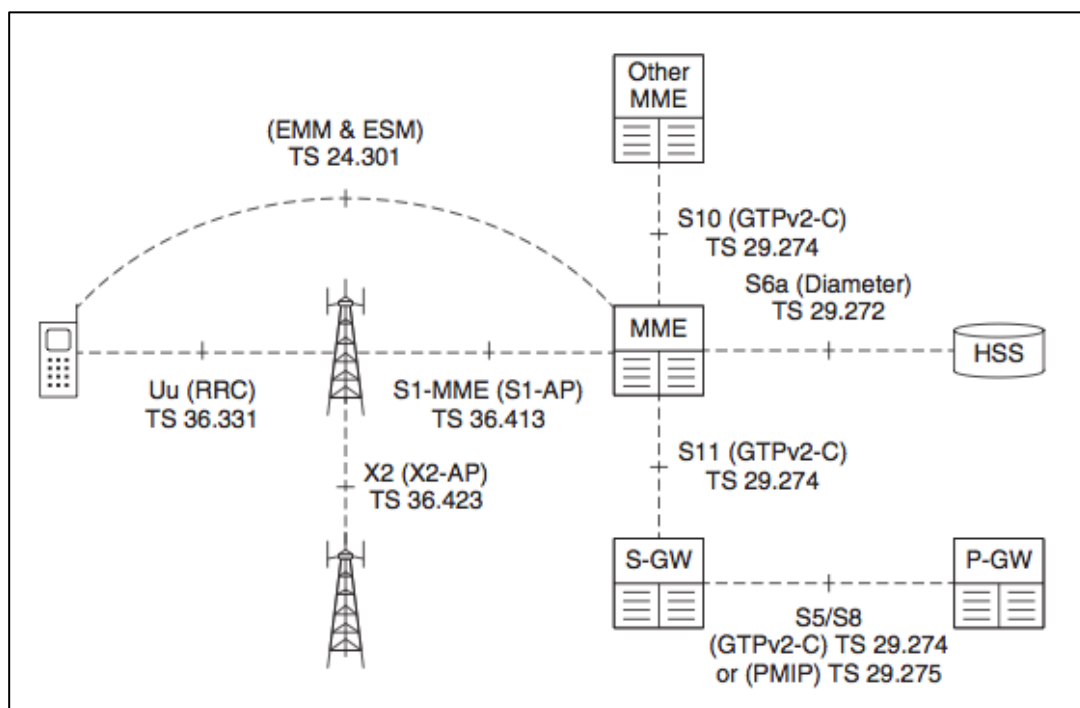 Other
MME
(EMM & ESM)
TS 24.301
S10 (GTPv2-C)
TS 29.274
S6a (Diameter)
TS 29.272
MME
HSS
Uu (RRC)
TS 36.331
S1-MME (S1-AP)
TS 36.413
S11 (GTPv2-C)
TS 29.274
X2 (X2-AP)
TS 36.423
S-GW
P-GW
S5/S8
(GTPv2-C) TS 29.274
or (PMIP) TS 29.275